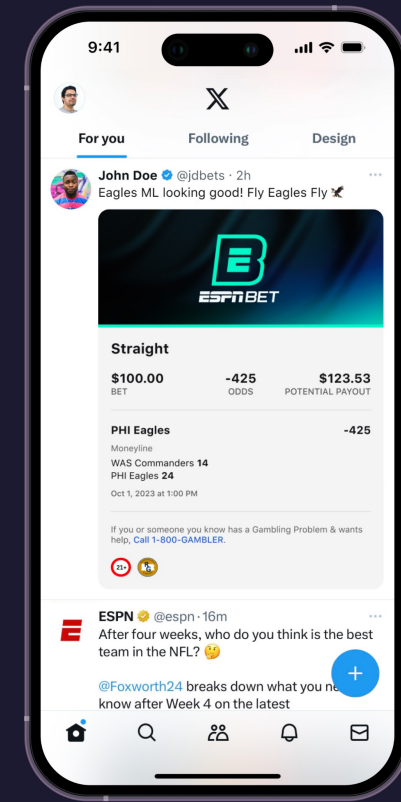 9:41
For you Following Design
John Doe @jdbets · 2h
Eagles ML looking good! Fly Eagles Fly
ESPN BET
Straight
$100.00 -425 $123.53
BET ODDS POTENTIAL PAYOUT
PHI Eagles -425
Moneyline
WAS Commanders 14
PHI Eagles 24
Oct 1, 2023 at 1:00 PM
If you or someone you know has a Gambling Problem & wants
help, Call 1-800-GAMBLER.
21+ RG
ESPN @espn · 16m
After four weeks, who do you think is the best
team in the NFL?
@Foxworth24 breaks down what you
know after Week 4 on the latest